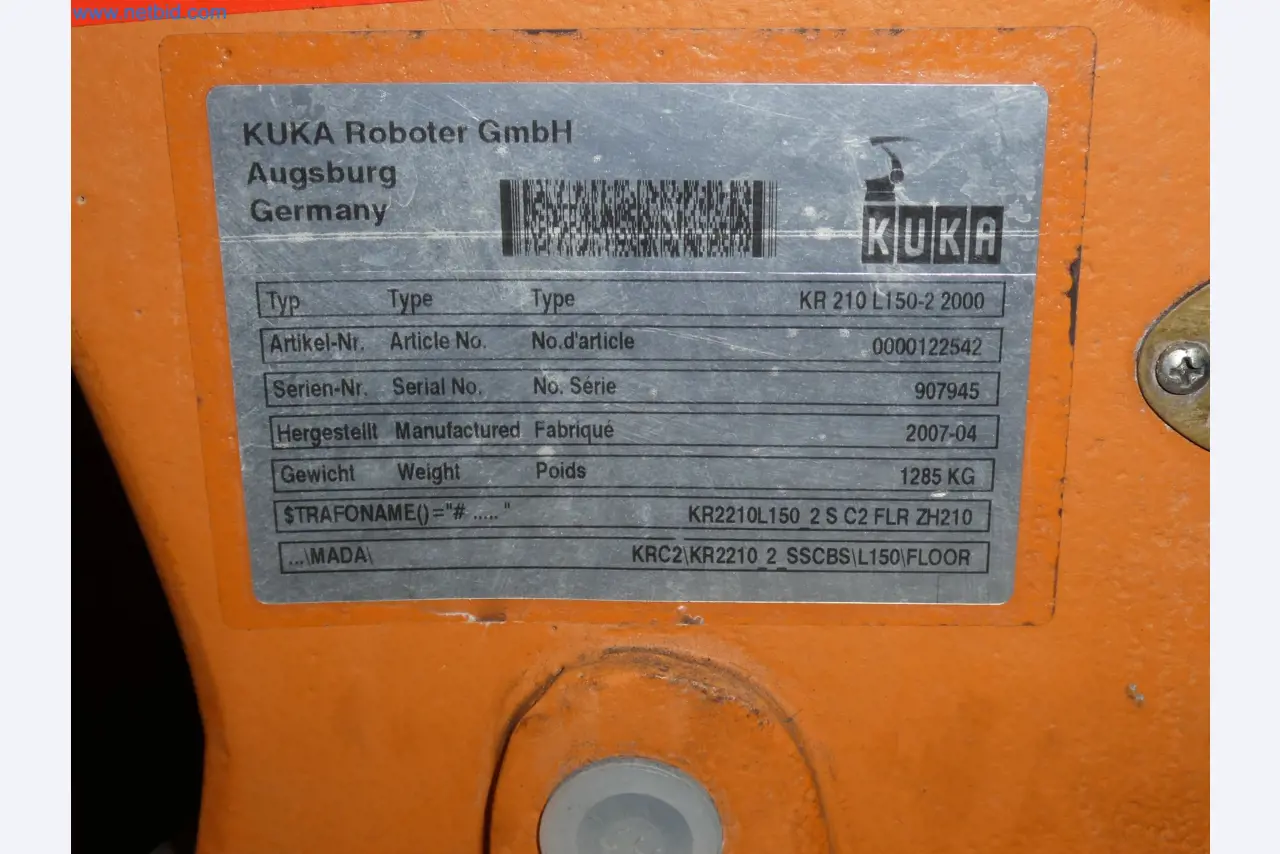 www.netbid.com
KUKA Roboter GmbH
Augsburg
Germany
KUKA
Typ Type Type KR 210 L150-2 2000
Artikel-Nr. Article No. No.d'article 0000122542
Serien-Nr. Serial No. No. Série 907945
Hergestellt Manufactured Fabriqué 2007-04
Gewicht Weight Poids 1285 KG
$TRAFONAME()="# ....." KR2210L150_2 S C2 FLR ZH210
...\MADA\ KRC2\KR2210_2_SSCBS\L150\FLOOR